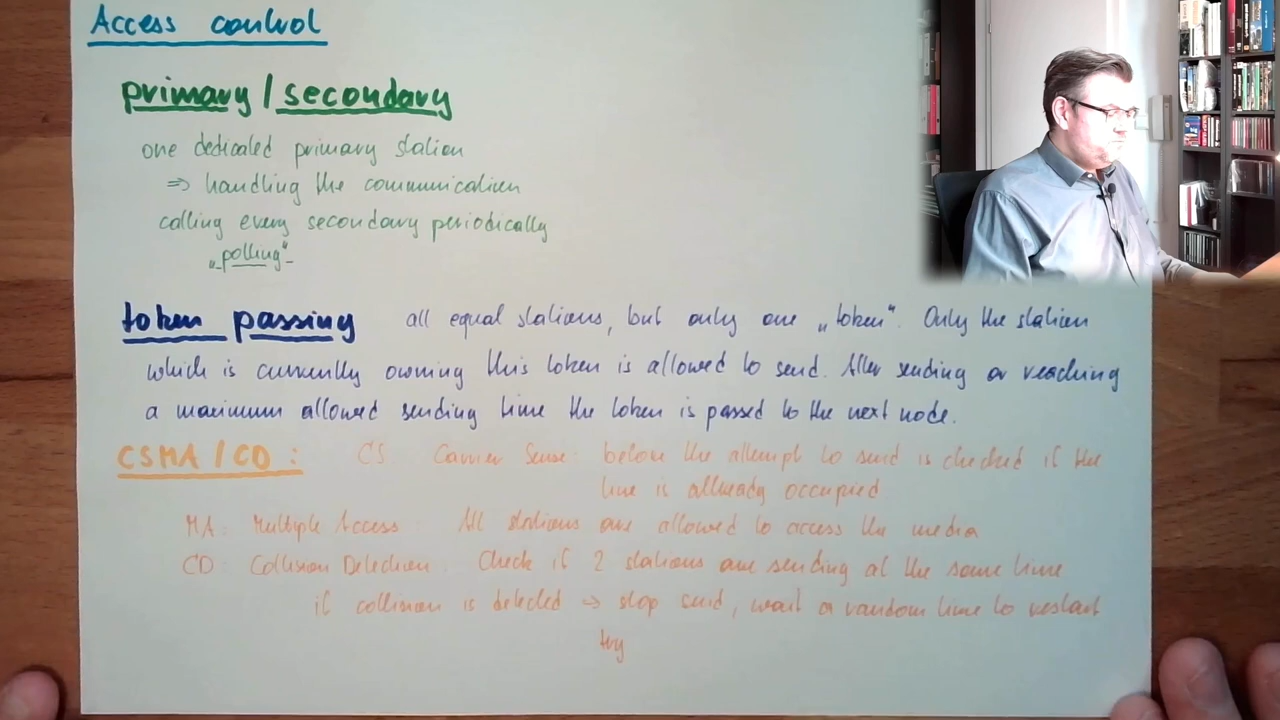 Access control
primary / secondary
one dedicated primary station
⇒ handling the communication
calling every secondary periodically
„polling“
token passing all equal stations, but only one „token“. Only the station
which is currently owning this token is allowed to send. After sending or reaching
a maximum allowed sending time the token is passed to the next node.
CSMA / CD : CS Carrier Sense: before the attempt to send is checked if the
line is allready occupied
MA: Multiple Access: All stations are allowed to access the media
CD: Collision Detection: Check if 2 stations are sending at the same time
if collision is detected ⇒ stop send, wait a random time to restart
try